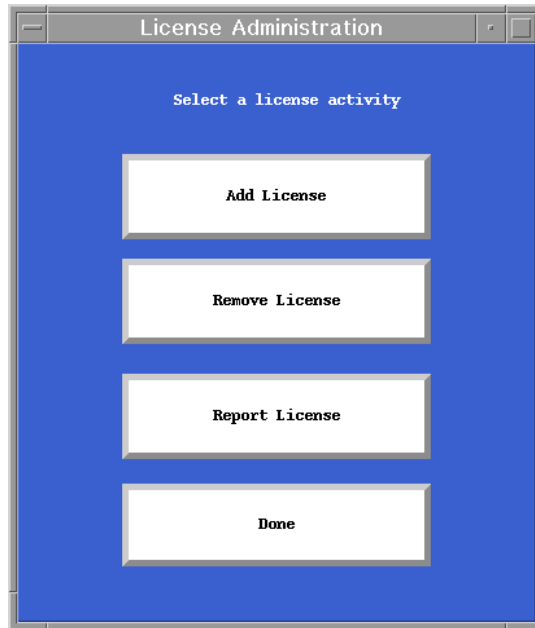 License Administration
Select a license activity
Add License
Remove License
Report License
Done